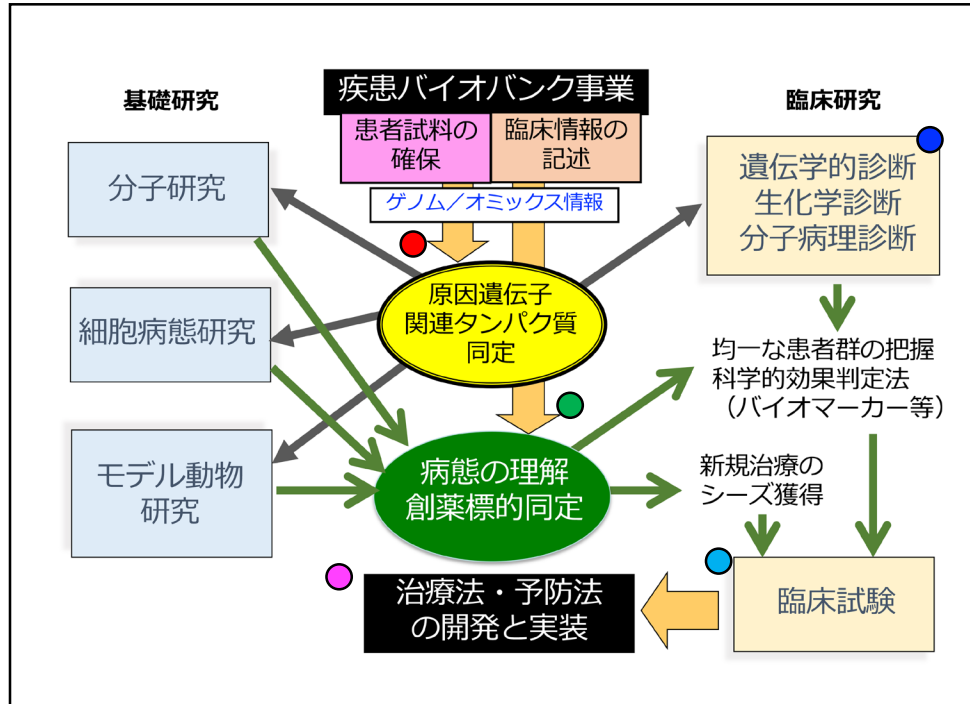 基礎研究
疾患バイオバンク事業
臨床研究
患者試料の
確保
臨床情報の
記述
ゲノム／オミックス情報
分子研究
細胞病態研究
モデル動物
研究
原因遺伝子
関連タンパク質
同定
病態の理解
創薬標的同定
遺伝学的診断
生化学診断
分子病理診断
均一な患者群の把握
科学的効果判定法
（バイオマーカー等）
新規治療の
シーズ獲得
臨床試験
治療法・予防法
の開発と実装